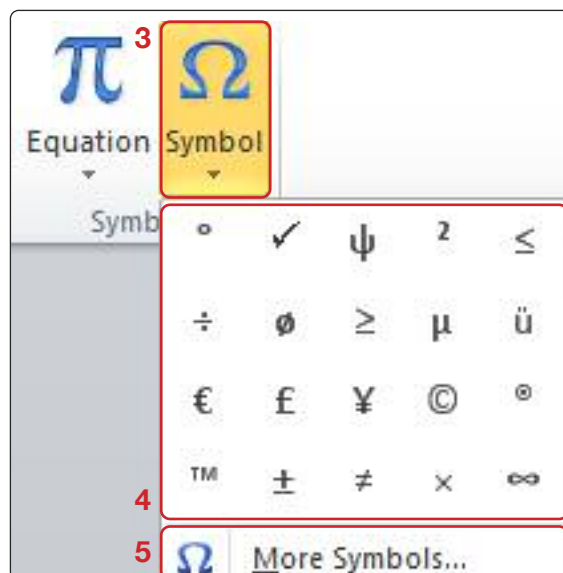 3
π Ω
Equation Symbol
Symb
° ✓ ψ ² ≤
÷ ø ≥ µ ü
€ £ ¥ © ®
™ ± ≠ × ∞
4
5 Ω More Symbols...